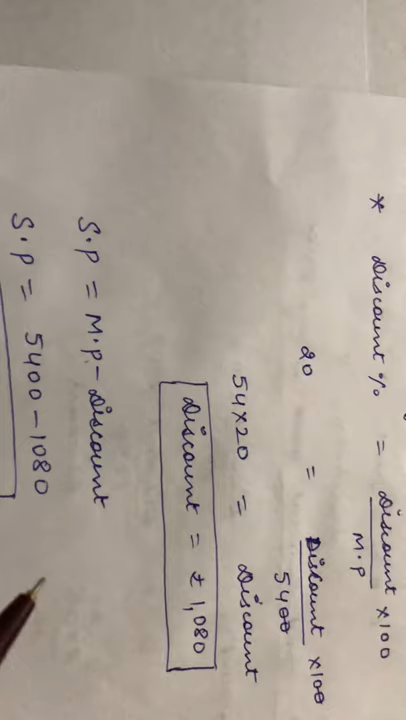 * Discount % = Discount/M.P ×100
20 = Discount/5400 ×100
54×20 = Discount
Discount = ₹ 1,080
S.P = M.P. - Discount
S.P = 5400 - 1080